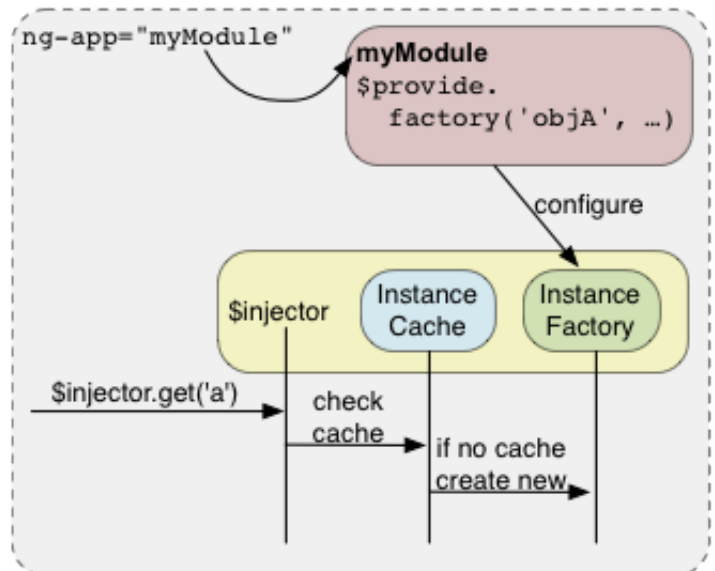 ng-app="myModule"
myModule
$provide.
factory('objA', …)
configure
$injector
Instance
Cache
Instance
Factory
$injector.get('a')
check
cache
if no cache
create new